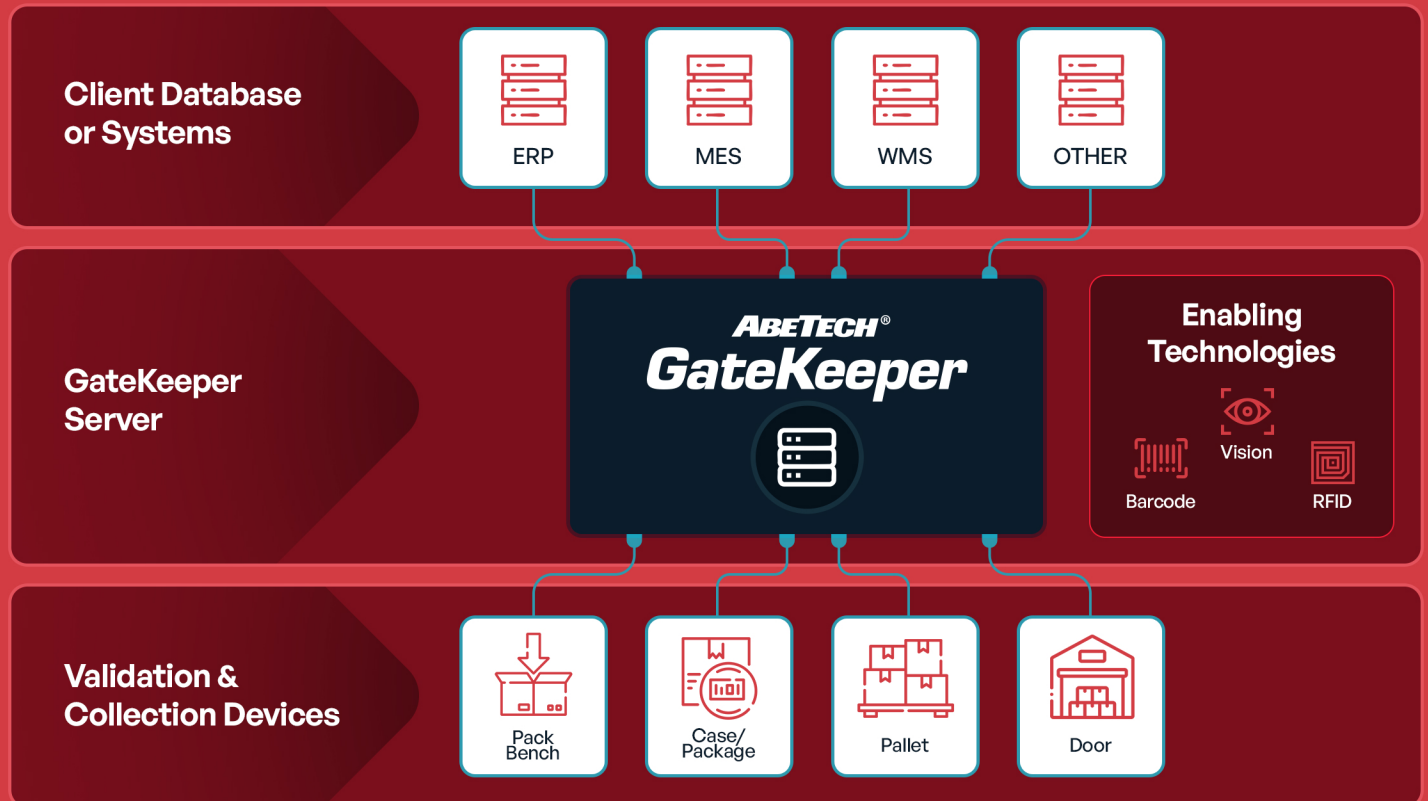 Client Database
or Systems
ERP
MES
WMS
OTHER
GateKeeper
Server
ABETECH®
GateKeeper
Enabling
Technologies
Vision
Barcode
RFID
Validation &
Collection Devices
Pack
Bench
Case/
Package
Pallet
Door